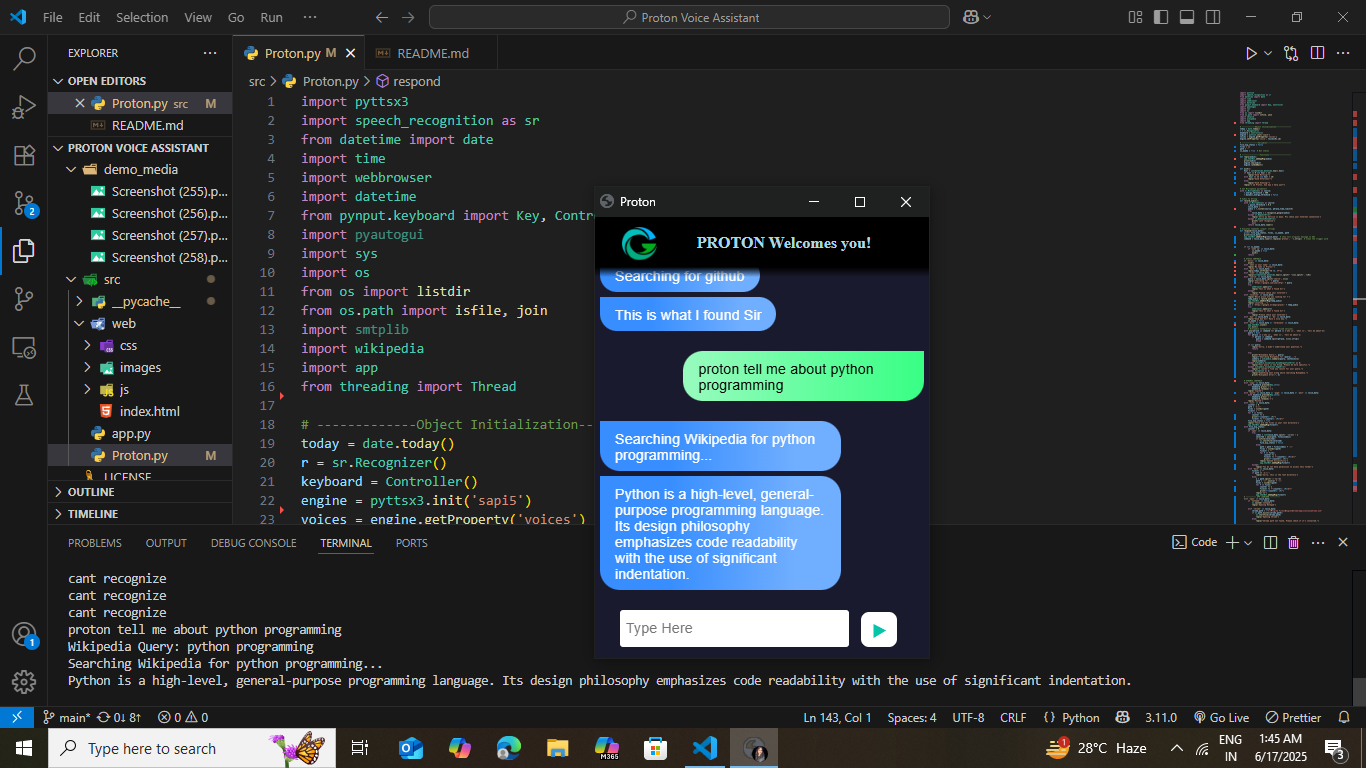 File Edit Selection View Go Run ···
Proton Voice Assistant
EXPLORER
OPEN EDITORS
Proton.py src M
README.md
PROTON VOICE ASSISTANT
demo_media
Screenshot (255).p...
Screenshot (256).p...
Screenshot (257).p...
Screenshot (258).p...
src
__pycache__
web
css
images
js
index.html
app.py
Proton.py M
LICENSE
OUTLINE
TIMELINE
2
1
Proton.py M
README.md
src > Proton.py > respond
1 import pyttsx3
2 import speech_recognition as sr
3 from datetime import date
4 import time
5 import webbrowser
6 import datetime
7 from pynput.keyboard import Key, Contr
8 import pyautogui
9 import sys
10 import os
11 from os import listdir
12 from os.path import isfile, join
13 import smtplib
14 import wikipedia
15 import app
16 from threading import Thread
17
18 # -------------Object Initialization--
19 today = date.today()
20 r = sr.Recognizer()
21 keyboard = Controller()
22 engine = pyttsx3.init('sapi5')
23 voices = engine.getProperty('voices')
Proton
PROTON Welcomes you!
Searching for github
This is what I found Sir
proton tell me about python
programming
Searching Wikipedia for python
programming...
Python is a high-level, general-
purpose programming language.
Its design philosophy
emphasizes code readability
with the use of significant
indentation.
Type Here
PROBLEMS OUTPUT DEBUG CONSOLE TERMINAL PORTS
Code
cant recognize
cant recognize
cant recognize
proton tell me about python programming
Wikipedia Query: python programming
Searching Wikipedia for python programming...
Python is a high-level, general-purpose programming language. Its design philosophy emphasizes code readability with the use of significant indentation.
main* 0↓ 8↑ 0 0
Ln 143, Col 1 Spaces: 4 UTF-8 CRLF { } Python 3.11.0 Go Live Prettier
Type here to search
M365
1
28°C Haze
ENG
IN
1:45 AM
6/17/2025
3